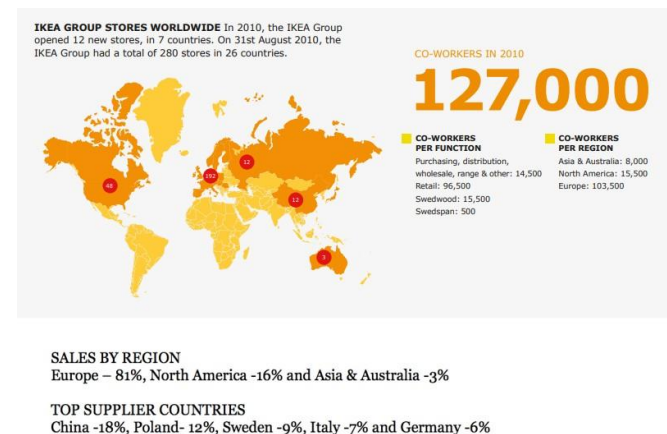 IKEA GROUP STORES WORLDWIDE In 2010, the IKEA Group
opened 12 new stores, in 7 countries. On 31st August 2010, the
IKEA Group had a total of 280 stores in 26 countries.
48
192
12
12
3
CO-WORKERS IN 2010
127,000
CO-WORKERS
PER FUNCTION
Purchasing, distribution,
wholesale, range & other: 14,500
Retail: 96,500
Swedwood: 15,500
Swedspan: 500
CO-WORKERS
PER REGION
Asia & Australia: 8,000
North America: 15,500
Europe: 103,500
SALES BY REGION
Europe – 81%, North America -16% and Asia & Australia -3%
TOP SUPPLIER COUNTRIES
China -18%, Poland- 12%, Sweden -9%, Italy -7% and Germany -6%